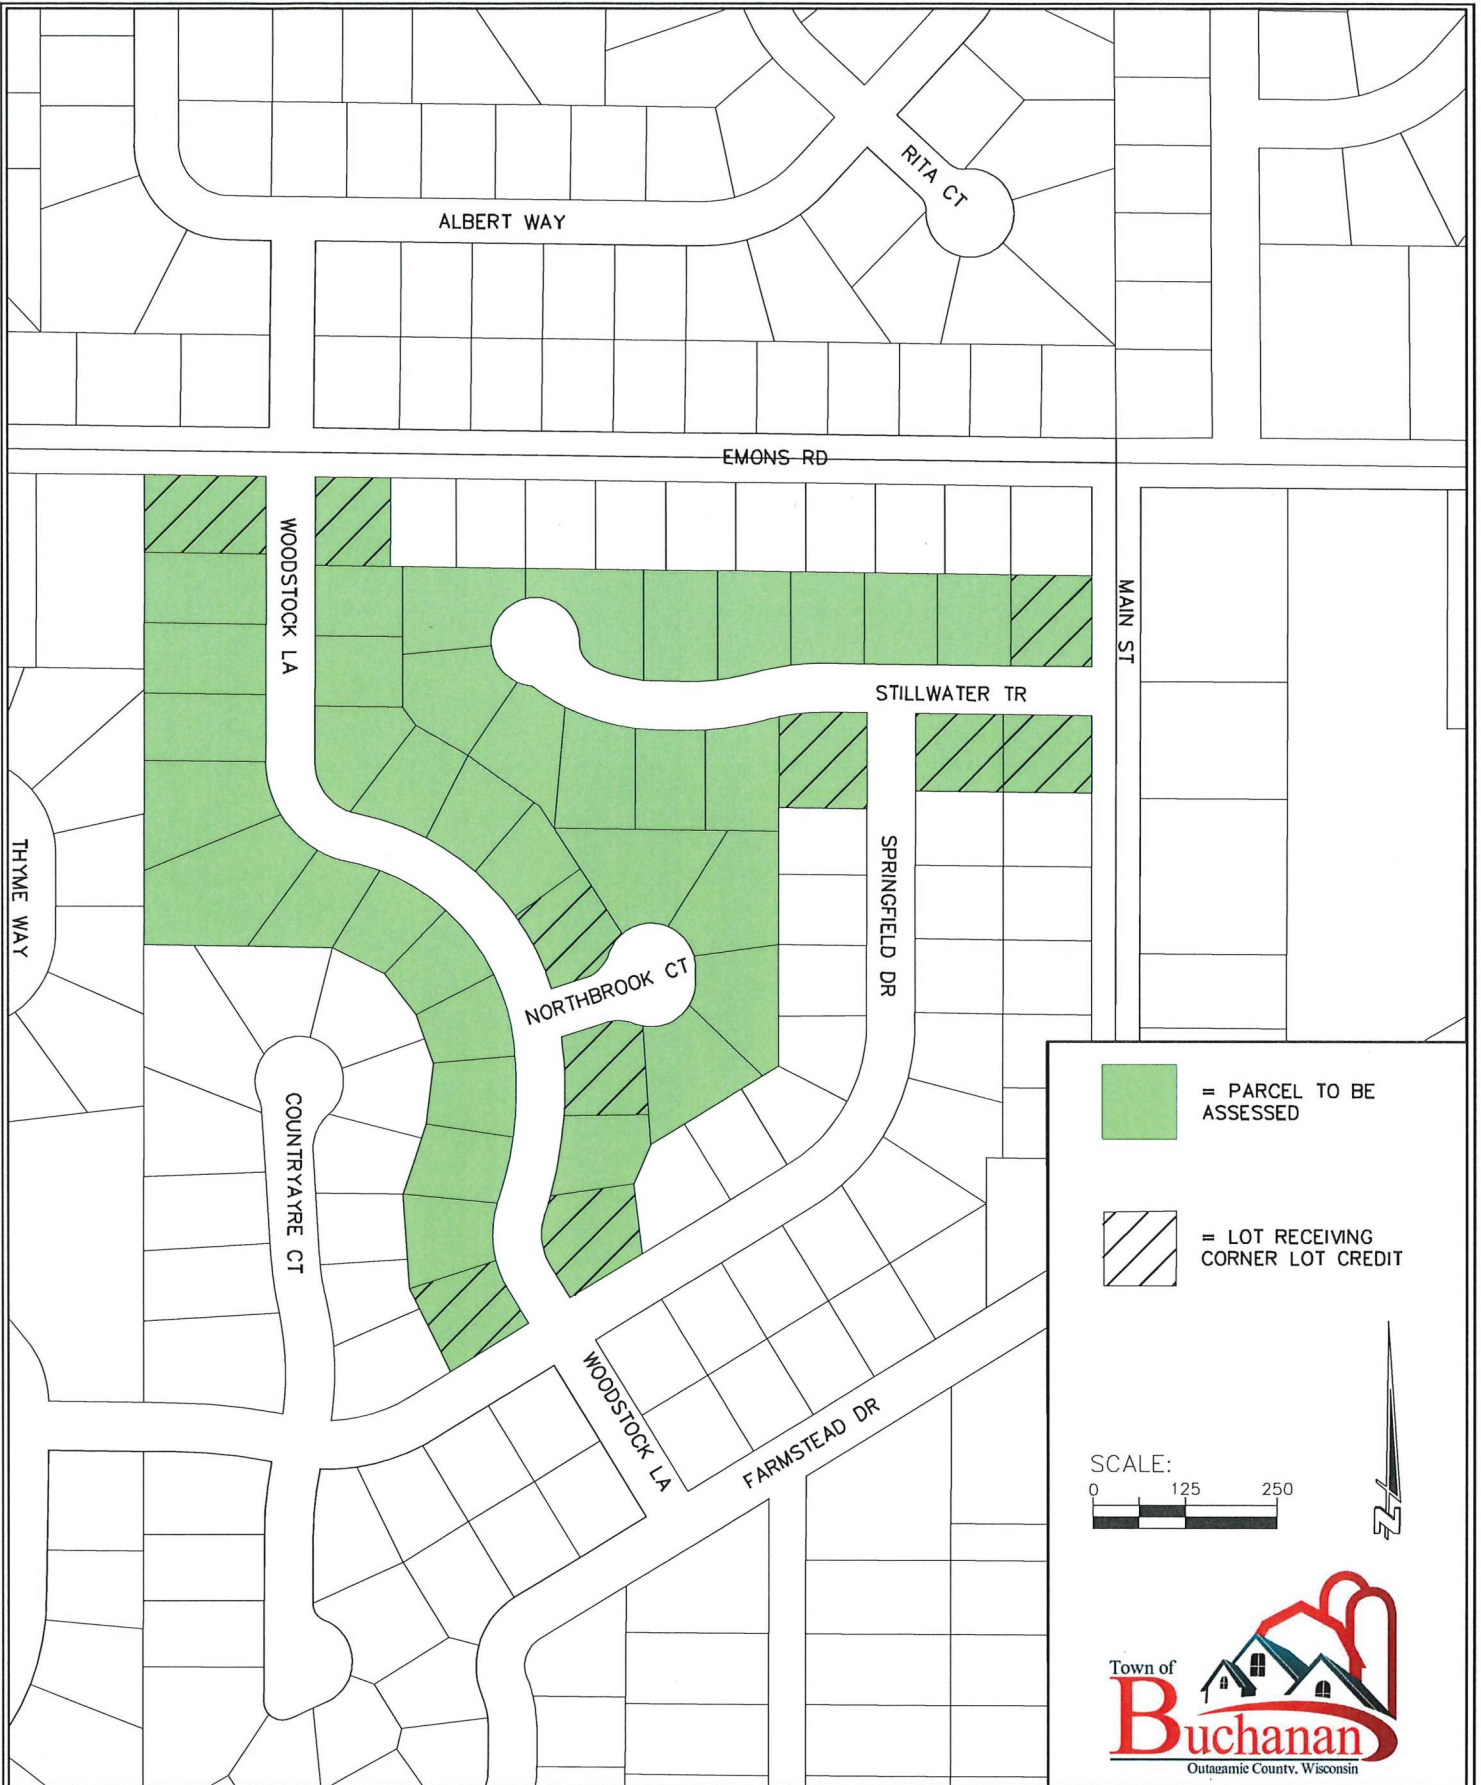 RITA CT
ALBERT WAY
EMONS RD
WOODSTOCK LA
MAIN ST
STILLWATER TR
THYME WAY
SPRINGFIELD DR
NORTHBROOK CT
COUNTRYAYRE CT
= PARCEL TO BE
ASSESSED
= LOT RECEIVING
CORNER LOT CREDIT
WOODSTOCK LA
FARMSTEAD DR
SCALE:
0 125 250
N
Town of
Buchanan
Outagamie County, Wisconsin